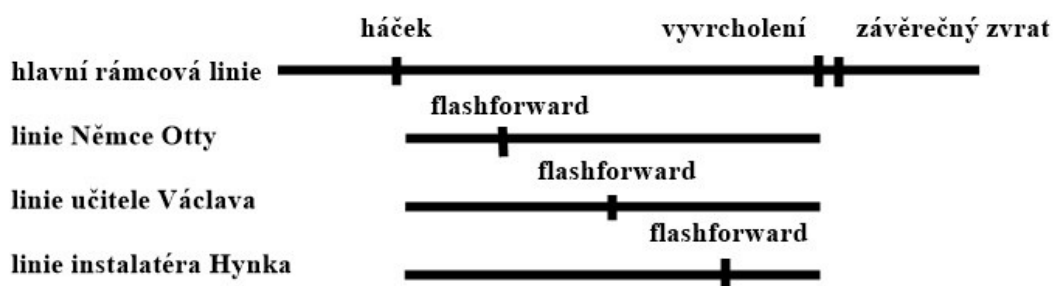 háček vyvrcholení závěrečný zvrat
hlavní rámcová linie
flashforward
linie Němce Otty
flashforward
linie učitele Václava
flashforward
linie instalatéra Hynka